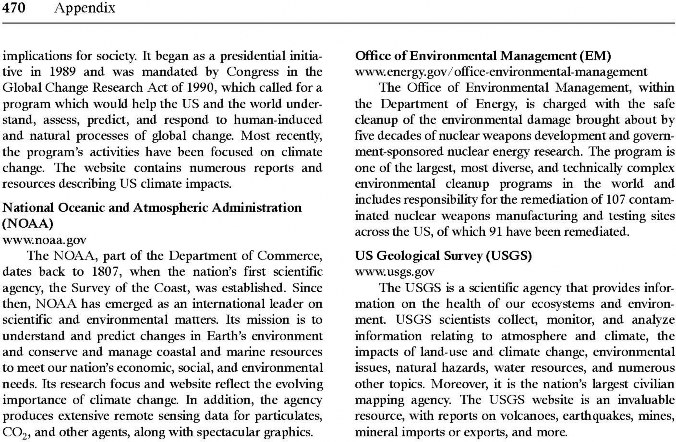 470 Appendix
implications for society. It began as a presidential initia-
tive in 1989 and was mandated by Congress in the
Global Change Research Act of 1990, which called for a
program which would help the US and the world under-
stand, assess, predict, and respond to human-induced
and natural processes of global change. Most recently,
the program's activities have been focused on climate
change. The website contains numerous reports and
resources describing US climate impacts.
National Oceanic and Atmospheric Administration
(NOAA)
www.noaa.gov
The NOAA, part of the Department of Commerce,
dates back to 1807, when the nation's first scientific
agency, the Survey of the Coast, was established. Since
then, NOAA has emerged as an international leader on
scientific and environmental matters. Its mission is to
understand and predict changes in Earth's environment
and conserve and manage coastal and marine resources
to meet our nation's economic, social, and environmental
needs. Its research focus and website reflect the evolving
importance of climate change. In addition, the agency
produces extensive remote sensing data for particulates,
CO₂, and other agents, along with spectacular graphics.
Office of Environmental Management (EM)
www.energy.gov/office-environmental-management
The Office of Environmental Management, within
the Department of Energy, is charged with the safe
cleanup of the environmental damage brought about by
five decades of nuclear weapons development and govern-
ment-sponsored nuclear energy research. The program is
one of the largest, most diverse, and technically complex
environmental cleanup programs in the world and
includes responsibility for the remediation of 107 contam-
inated nuclear weapons manufacturing and testing sites
across the US, of which 91 have been remediated.
US Geological Survey (USGS)
www.usgs.gov
The USGS is a scientific agency that provides infor-
mation on the health of our ecosystems and environ-
ment. USGS scientists collect, monitor, and analyze
information relating to atmosphere and climate, the
impacts of land-use and climate change, environmental
issues, natural hazards, water resources, and numerous
other topics. Moreover, it is the nation's largest civilian
mapping agency. The USGS website is an invaluable
resource, with reports on volcanoes, earthquakes, mines,
mineral imports or exports, and more.